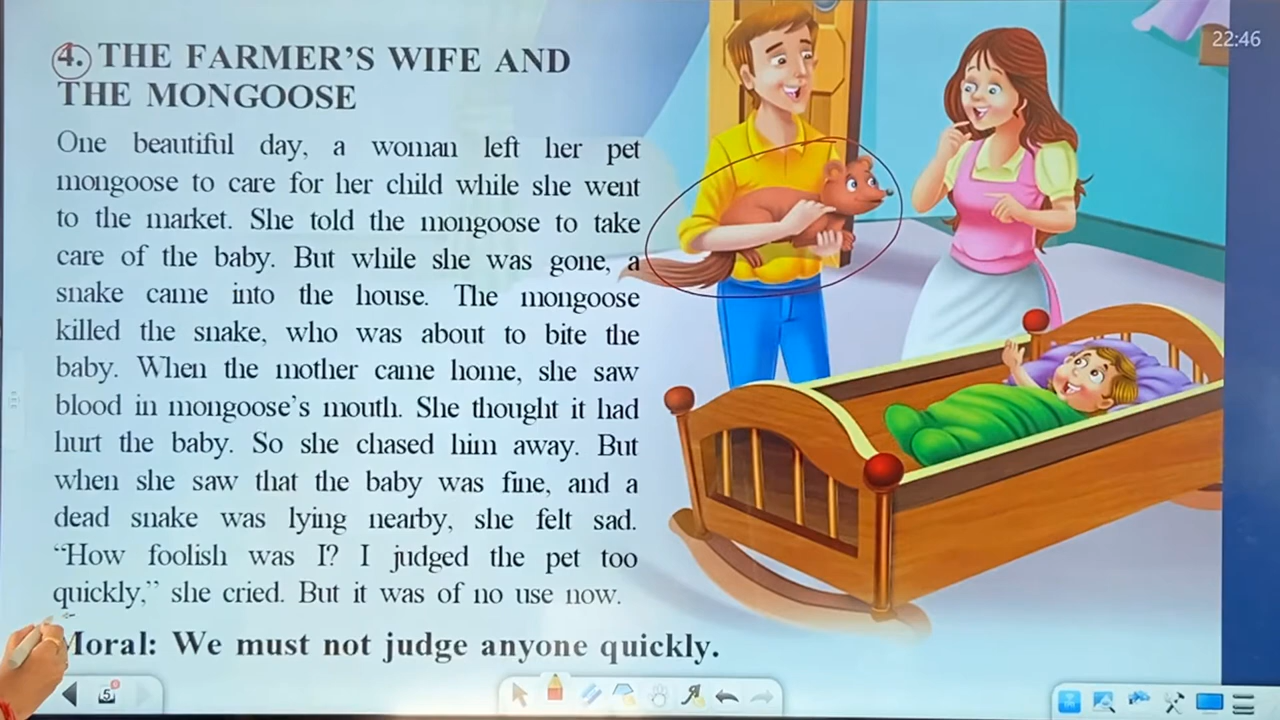 4. THE FARMER'S WIFE AND
THE MONGOOSE
One beautiful day, a woman left her pet
mongoose to care for her child while she went
to the market. She told the mongoose to take
care of the baby. But while she was gone, a
snake came into the house. The mongoose
killed the snake, who was about to bite the
baby. When the mother came home, she saw
blood in mongoose's mouth. She thought it had
hurt the baby. So she chased him away. But
when she saw that the baby was fine, and a
dead snake was lying nearby, she felt sad.
“How foolish was I? I judged the pet too
quickly,” she cried. But it was of no use now.
Moral: We must not judge anyone quickly.
22:46
5